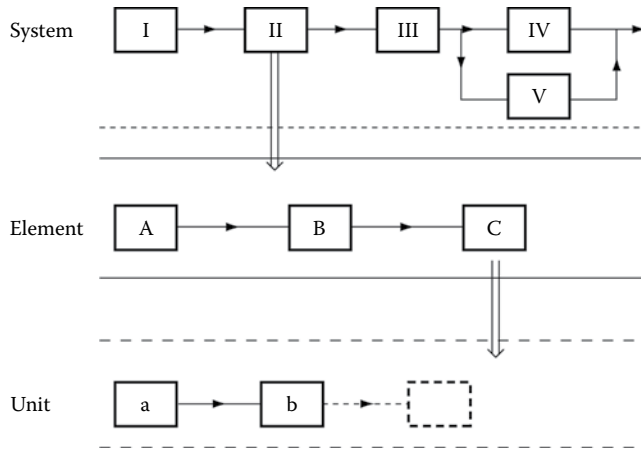 System I II III IV
V
Element A B C
Unit a b